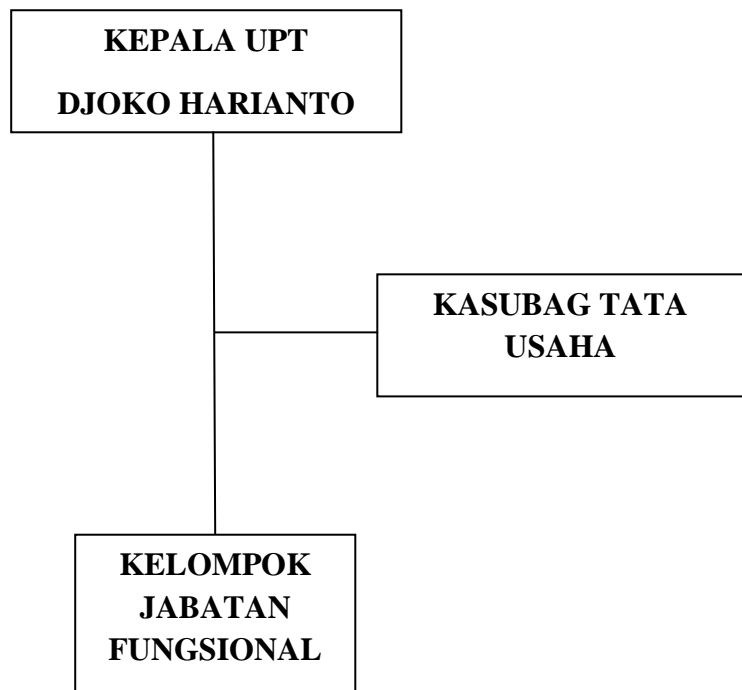 KEPALA UPT
DJOKO HARIANTO
KASUBAG TATA
USAHA
KELOMPOK
JABATAN
FUNGSIONAL